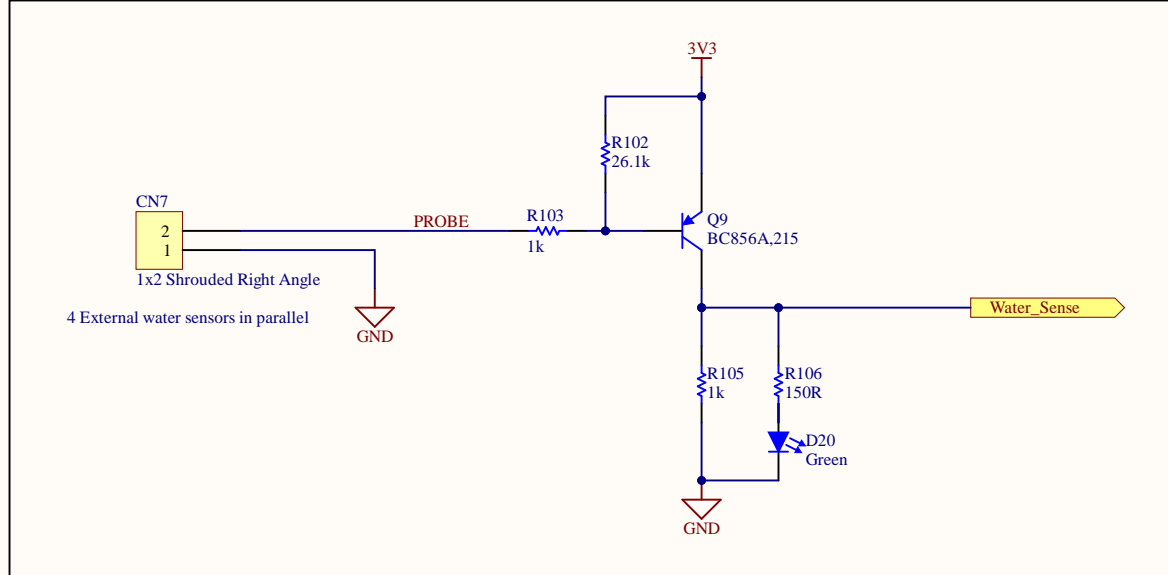 3V3
R102
26.1k
CN7
2
1
PROBE
R103
1k
Q9
BC856A,215
1x2 Shrouded Right Angle
4 External water sensors in parallel
GND
Water_Sense
R105
1k
R106
150R
D20
Green
GND